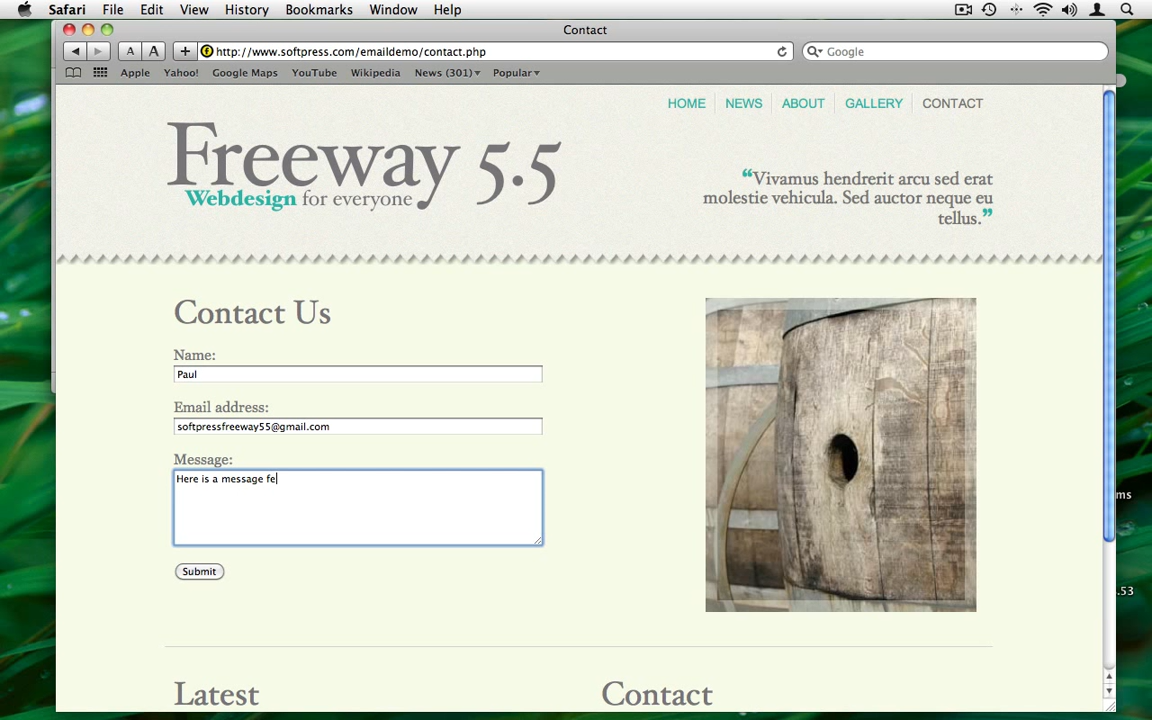 Safari File Edit View History Bookmarks Window Help
Contact
A A + http://www.softpress.com/emaildemo/contact.php Google
Apple Yahoo! Google Maps YouTube Wikipedia News (301) Popular
HOME NEWS ABOUT GALLERY CONTACT
Freeway 5.5
Webdesign for everyone
“Vivamus hendrerit arcu sed erat
molestie vehicula. Sed auctor neque eu
tellus.”
Contact Us
Name:
Paul
Email address:
softpressfreeway55@gmail.com
Message:
Here is a message fe
ms
Submit
.53
Latest
Contact